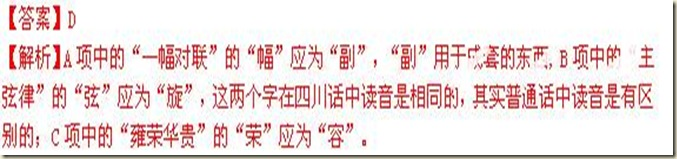 【答案】D
【解析】A 项中的“一幅对联”的“幅”应为“副”，“副”用于成套的东西, B 项中的“主
弦律”的“弦”应为“旋”，这两个字在四川话中读音是相同的，其实普通话中读音是有区
别的；C 项中的“雍荣华贵”的“荣”应为“容”。